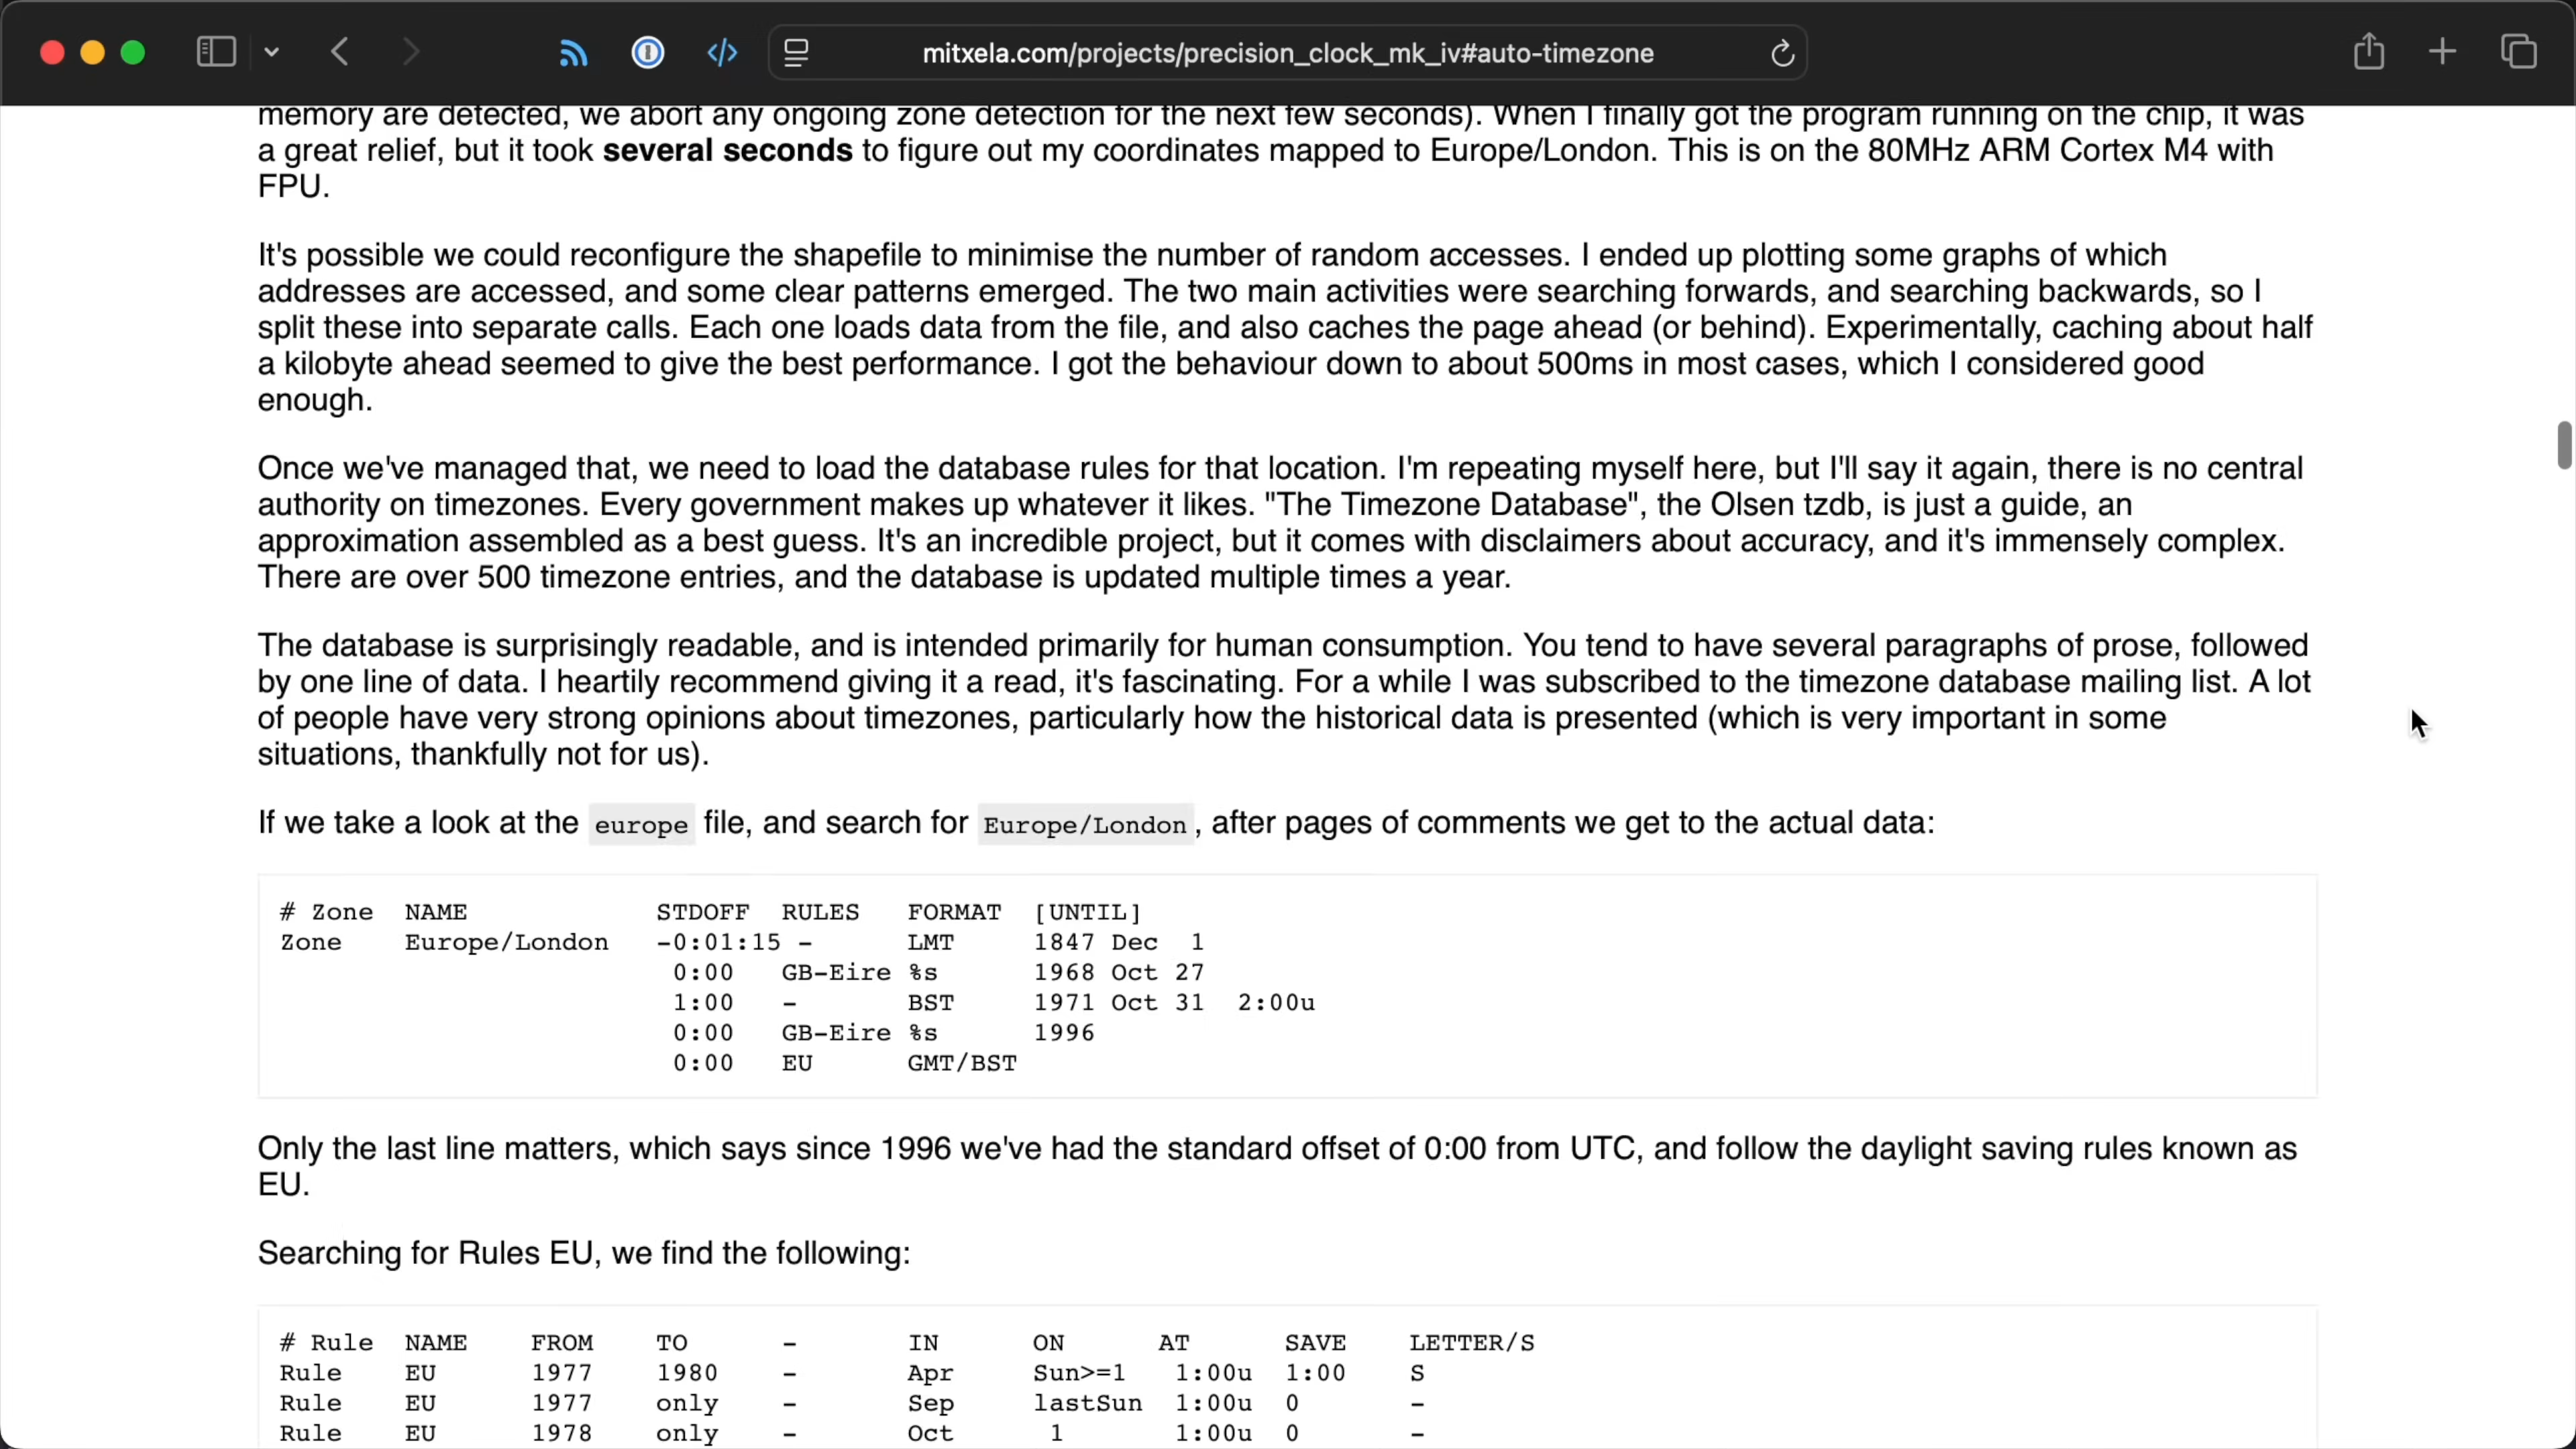 mitxela.com/projects/precision_clock_mk_iv#auto-timezone
memory are detected, we abort any ongoing zone detection for the next few seconds). When I finally got the program running on the chip, it was
a great relief, but it took several seconds to figure out my coordinates mapped to Europe/London. This is on the 80MHz ARM Cortex M4 with
FPU.
It's possible we could reconfigure the shapefile to minimise the number of random accesses. I ended up plotting some graphs of which
addresses are accessed, and some clear patterns emerged. The two main activities were searching forwards, and searching backwards, so I
split these into separate calls. Each one loads data from the file, and also caches the page ahead (or behind). Experimentally, caching about half
a kilobyte ahead seemed to give the best performance. I got the behaviour down to about 500ms in most cases, which I considered good
enough.
Once we've managed that, we need to load the database rules for that location. I'm repeating myself here, but I'll say it again, there is no central
authority on timezones. Every government makes up whatever it likes. "The Timezone Database", the Olsen tzdb, is just a guide, an
approximation assembled as a best guess. It's an incredible project, but it comes with disclaimers about accuracy, and it's immensely complex.
There are over 500 timezone entries, and the database is updated multiple times a year.
The database is surprisingly readable, and is intended primarily for human consumption. You tend to have several paragraphs of prose, followed
by one line of data. I heartily recommend giving it a read, it's fascinating. For a while I was subscribed to the timezone database mailing list. A lot
of people have very strong opinions about timezones, particularly how the historical data is presented (which is very important in some
situations, thankfully not for us).
If we take a look at the europe file, and search for Europe/London, after pages of comments we get to the actual data:
# Zone NAME STDOFF RULES FORMAT [UNTIL]
Zone Europe/London -0:01:15 - LMT 1847 Dec 1
0:00 GB-Eire %s 1968 Oct 27
1:00 - BST 1971 Oct 31 2:00u
0:00 GB-Eire %s 1996
0:00 EU GMT/BST
Only the last line matters, which says since 1996 we've had the standard offset of 0:00 from UTC, and follow the daylight saving rules known as
EU.
Searching for Rules EU, we find the following:
# Rule NAME FROM TO - IN ON AT SAVE LETTER/S
Rule EU 1977 1980 - Apr Sun>=1 1:00u 1:00 S
Rule EU 1977 only - Sep lastSun 1:00u 0 -
Rule EU 1978 only - Oct 1 1:00u 0 -